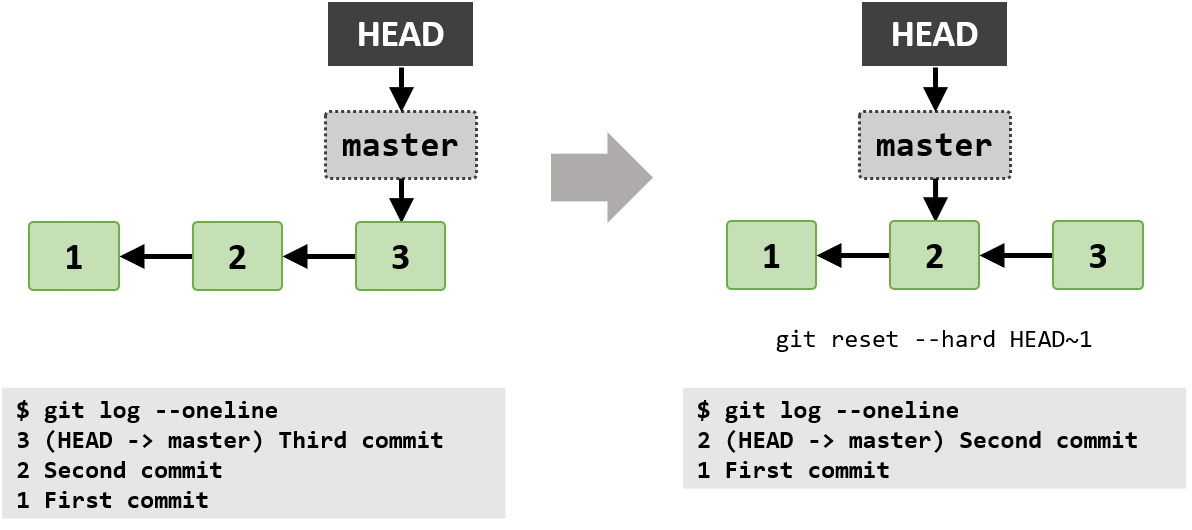 HEAD
master
1
2
3
$ git log --oneline
3 (HEAD -> master) Third commit
2 Second commit
1 First commit
HEAD
master
1
2
3
git reset --hard HEAD~1
$ git log --oneline
2 (HEAD -> master) Second commit
1 First commit